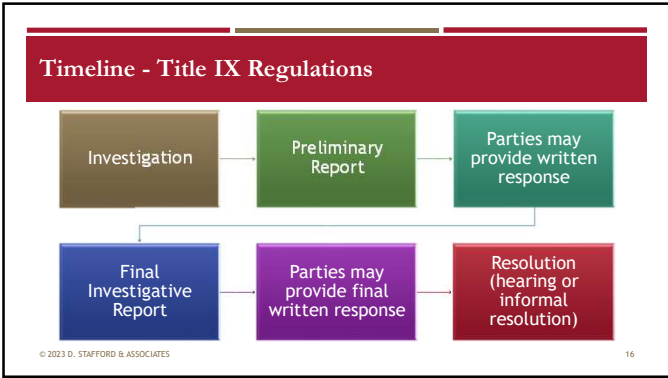 Timeline - Title IX Regulations
Investigation
Preliminary
Report
Parties may
provide written
response
Final
Investigative
Report
Parties may
provide final
written response
Resolution
(hearing or
informal
resolution)
© 2023 D. STAFFORD & ASSOCIATES
16